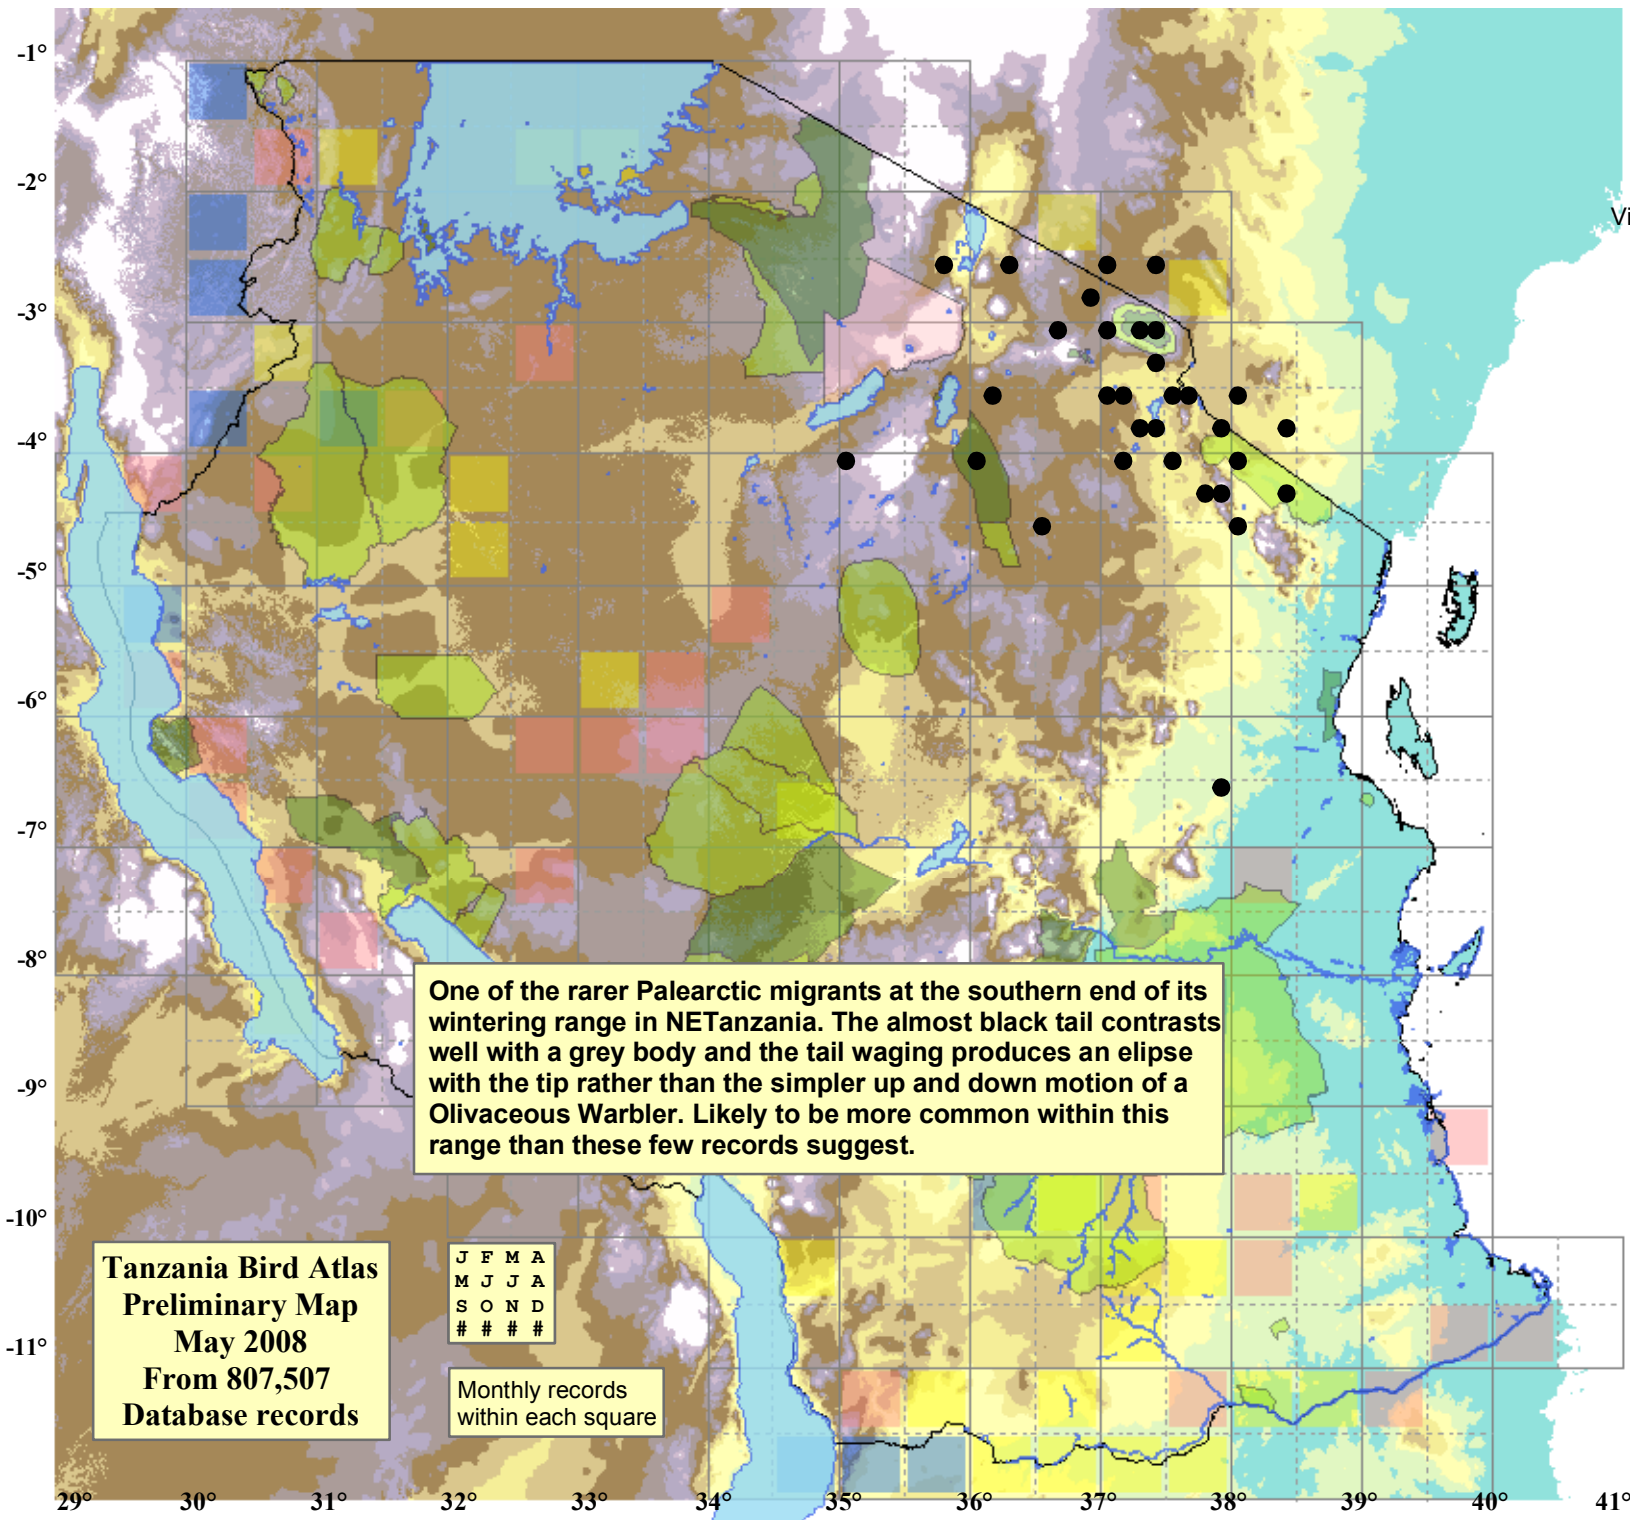 -1°
-2°
Vi
-3°
-4°
-5°
-6°
-7°
-8°
One of the rarer Palearctic migrants at the southern end of its
wintering range in NETanzania. The almost black tail contrasts
well with a grey body and the tail waging produces an elipse
with the tip rather than the simpler up and down motion of a
Olivaceous Warbler. Likely to be more common within this
range than these few records suggest.
-9°
-10°
-11°
Tanzania Bird Atlas
Preliminary Map
May 2008
From 807,507
Database records
J F M A
M J J A
S O N D
# # # #
Monthly records
within each square
29° 30° 31° 32° 33° 34° 35° 36° 37° 38° 39° 40° 41°